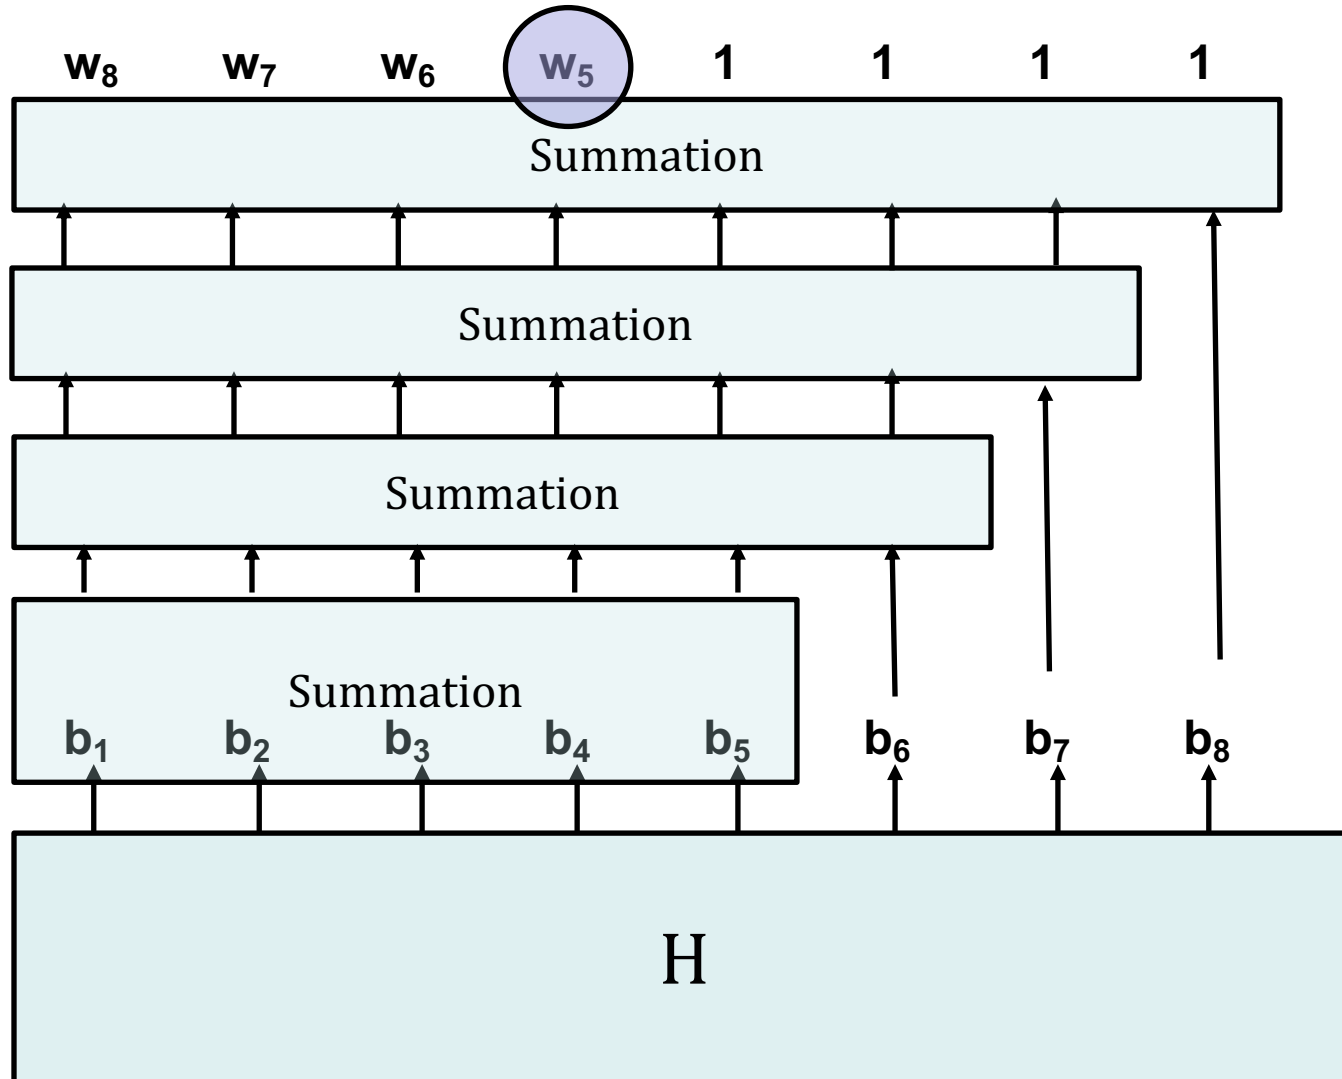 w₈ w₇ w₆ w₅ 1 1 1 1
Summation
Summation
Summation
Summation
b₁ b₂ b₃ b₄ b₅ b₆ b₇ b₈
H